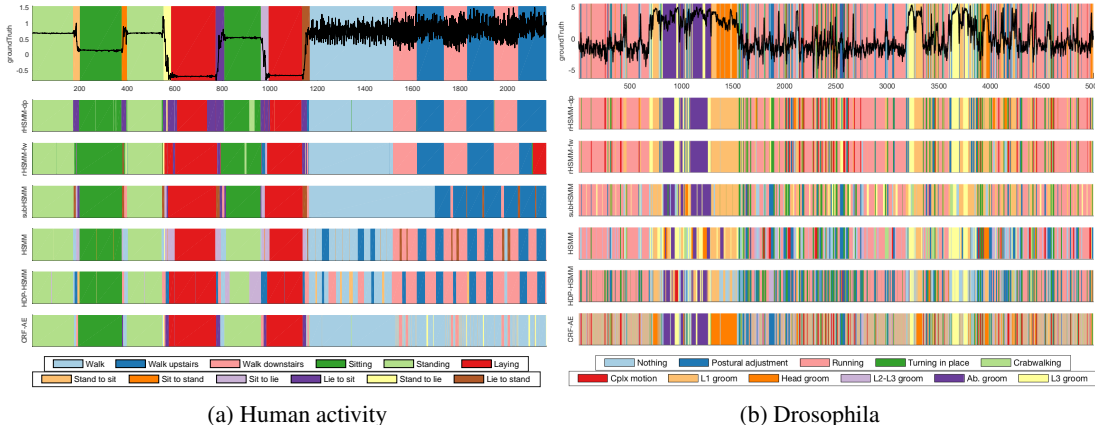 1.5
1.0
0.5
0.0
-0.5
groundTruth
200 400 600 800 1000 1200 1400 1600 1800 2000
rHSMM-dp
rHSMM-fw
subHSMM
HSMM
HDP-HSMM
CRF-AE
Walk Walk upstairs Walk downstairs Sitting Standing Laying
Stand to sit Sit to stand Sit to lie Lie to sit Stand to lie Lie to stand
(a) Human activity
5
0
-5
groundTruth
500 1000 1500 2000 2500 3000 3500 4000 4500 500
rHSMM-dp
rHSMM-fw
subHSMM
HSMM
HDP-HSMM
CRF-AE
Nothing Postural adjustment Running Turning in place Crabwalking
Cplx motion L1 groom Head groom L2-L3 groom Ab. groom L3 groom
(b) Drosophila